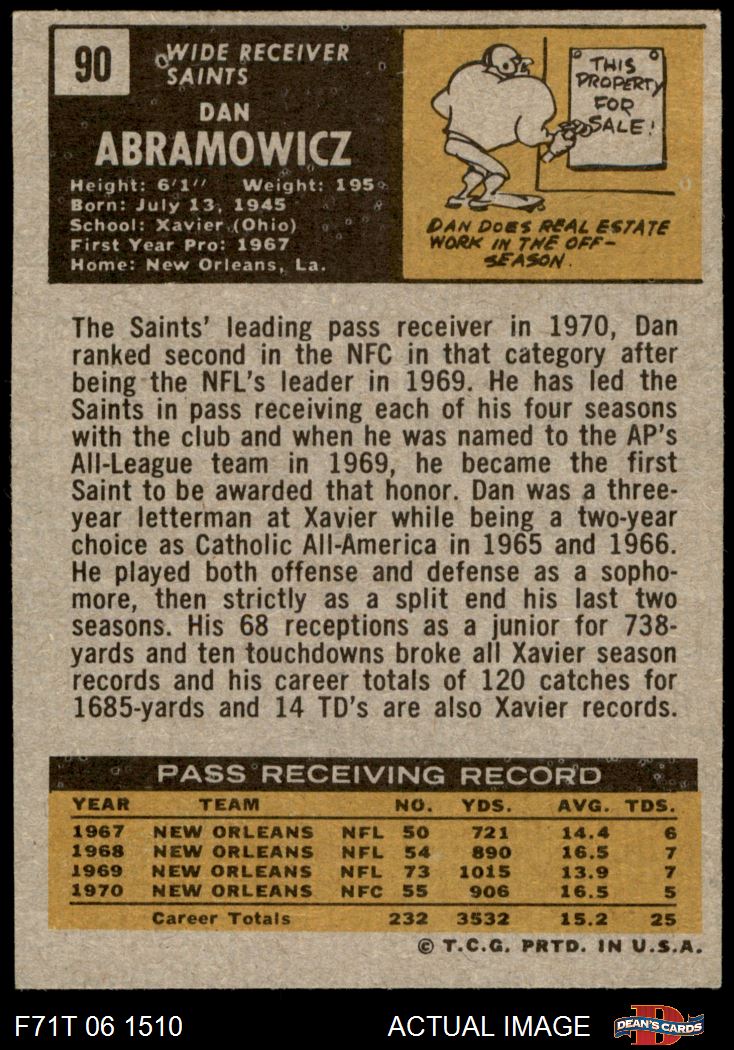 90
WIDE RECEIVER
SAINTS
DAN
ABRAMOWICZ
Height: 6'1" Weight: 195
Born: July 13, 1945
School: Xavier (Ohio)
First Year Pro: 1967
Home: New Orleans, La.
THIS
PROPERTY
FOR
SALE!
DAN DOES REAL ESTATE
WORK IN THE OFF-
SEASON.
The Saints' leading pass receiver in 1970, Dan
ranked second in the NFC in that category after
being the NFL's leader in 1969. He has led the
Saints in pass receiving each of his four seasons
with the club and when he was named to the AP's
All-League team in 1969, he became the first
Saint to be awarded that honor. Dan was a three-
year letterman at Xavier while being a two-year
choice as Catholic All-America in 1965 and 1966.
He played both offense and defense as a sopho-
more, then strictly as a split end his last two
seasons. His 68 receptions as a junior for 738-
yards and ten touchdowns broke all Xavier season
records and his career totals of 120 catches for
1685-yards and 14 TD's are also Xavier records.
PASS RECEIVING RECORD
YEAR TEAM NO. YDS. AVG. TDS.
1967 NEW ORLEANS NFL 50 721 14.4 6
1968 NEW ORLEANS NFL 54 890 16.5 7
1969 NEW ORLEANS NFL 73 1015 13.9 7
1970 NEW ORLEANS NFC 55 906 16.5 5
Career Totals 232 3532 15.2 25
© T.C.G. PRTD. IN U.S.A.
F71T 06 1510 ACTUAL IMAGE
D
DEAN'S CARDS